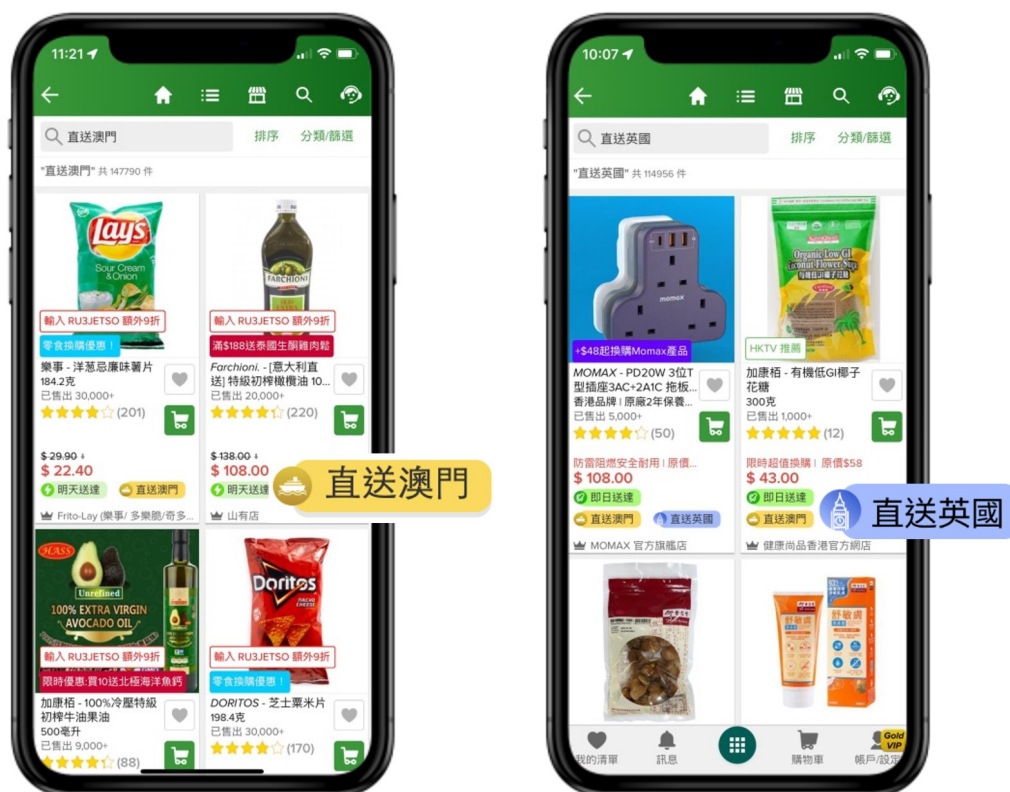 11:21
直送澳門
排序
分類/篩選
"直送澳門" 共 147790 件
Lay's
Sour Cream
& Onion
輸入 RU3JETSO 額外9折
零食換購優惠！
樂事 - 洋葱忌廉味薯片
184.2克
已售出 30,000+
(201)
$ 29.90
$ 22.40
明天送達
直送澳門
Frito-Lay (樂事/ 多樂脆/奇多...
FARCHIONI
輸入 RU3JETSO 額外9折
滿$188送泰國生酮雞肉鬆
Farchioni. - [意大利直
送] 特級初榨橄欖油 10...
已售出 20,000+
(220)
$ 138.00
$ 108.00
明天送達
直送澳門
山有店
HASS
Unrefined
100% EXTRA VIRGIN
AVOCADO OIL
輸入 RU3JETSO 額外9折
限時優惠:買10送北極海洋魚鈣
加康栢 - 100%冷壓特級
初榨牛油果油
500毫升
已售出 9,000+
(88)
Doritos
NACHO
CHEESE
輸入 RU3JETSO 額外9折
零食換購優惠！
DORITOS - 芝士粟米片
198.4克
已售出 30,000+
(170)
10:07
直送英國
排序
分類/篩選
"直送英國" 共 114956 件
momax
+$48起換購Momax產品
MOMAX - PD20W 3位T
型插座3AC+2A1C 拖板...
香港品牌 | 原廠2年保養...
已售出 5,000+
(50)
防雷阻燃安全耐用 | 原價...
$ 108.00
即日送達
直送澳門
直送英國
MOMAX 官方旗艦店
Organic Low GI
Coconut Flower Sugar
有機低GI椰子花糖
HKTV 推薦
加康栢 - 有機低GI椰子
花糖
300克
已售出 1,000+
(12)
限時超值換購 | 原價$58
$ 43.00
即日送達
直送澳門
直送英國
健康尚品香港官方網店
舒敏膚
舒敏膚
我的清單
訊息
購物車
Gold
VIP
帳戶/設定